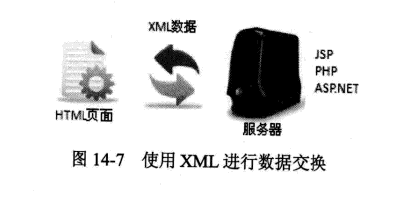 XML数据
JSP
PHP
ASP.NET
HTML页面
服务器
图 14-7 使用 XML 进行数据交换